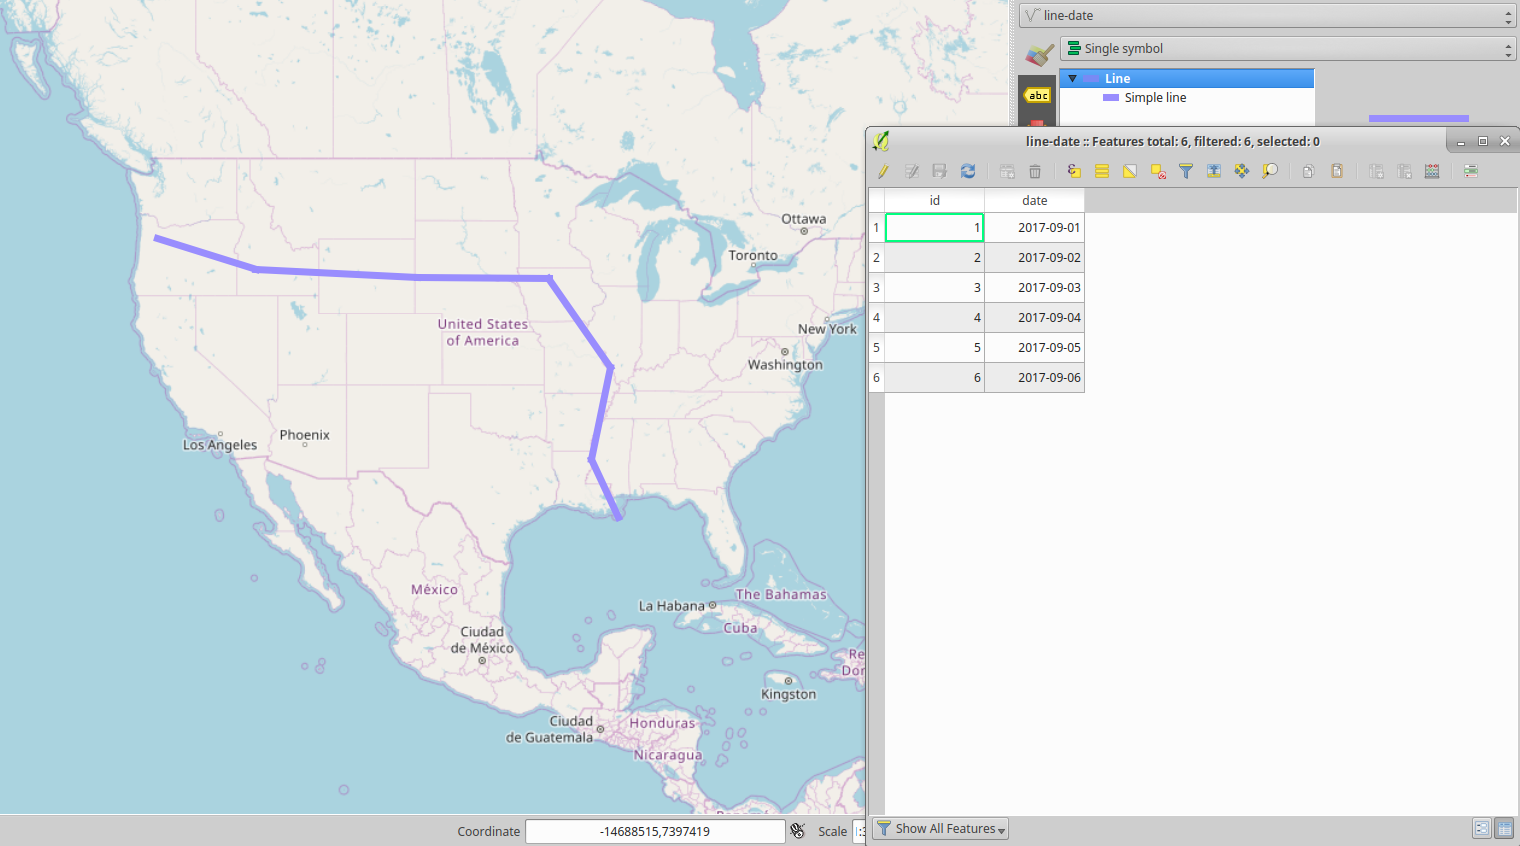 line-date
Single symbol
Line
Simple line
abc
line-date :: Features total: 6, filtered: 6, selected: 0
id date
1 1 2017-09-01
2 2 2017-09-02
3 3 2017-09-03
4 4 2017-09-04
5 5 2017-09-05
6 6 2017-09-06
Show All Features
Ottawa
Toronto
United States
of America
New York
Washington
Los Angeles
Phoenix
México
La Habana
The Bahamas
Cuba
Ciudad
de México
Kingston
Ciudad
de Guatemala
Honduras
Nicaragua
Coordinate -14688515,7397419 Scale